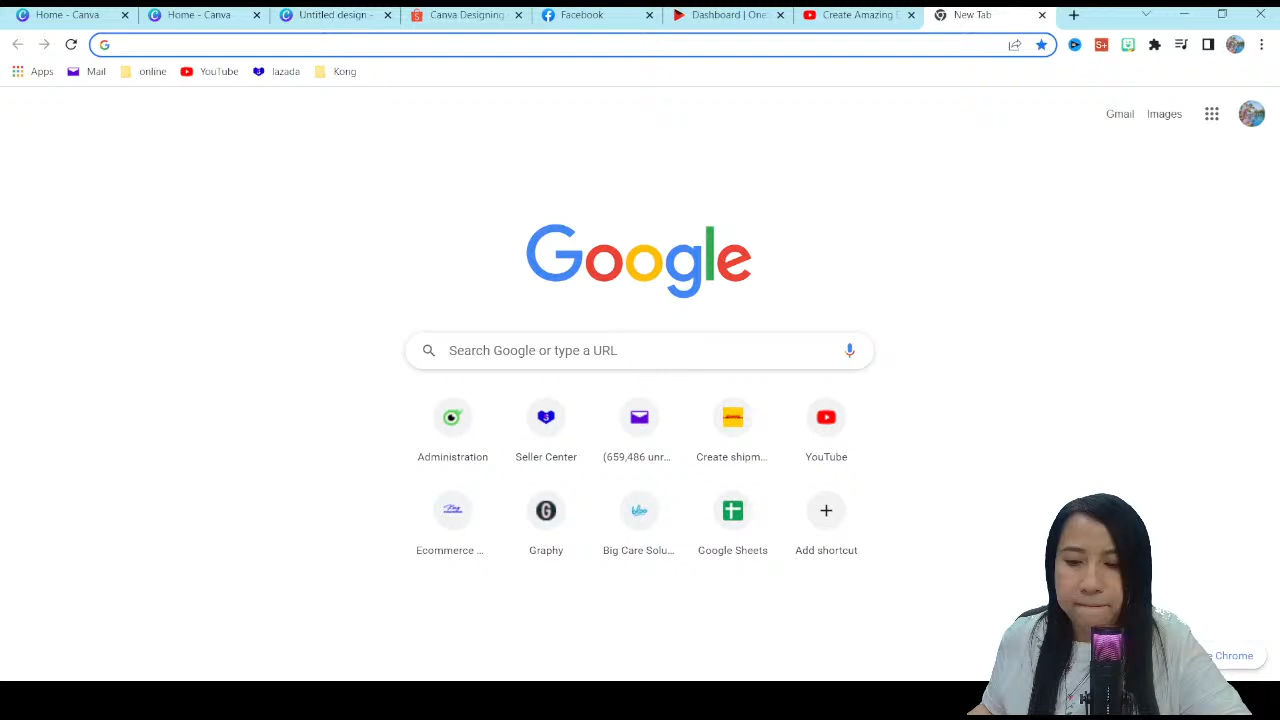 Home - Canva
Home - Canva
Untitled design -
Canva Designing
Facebook
Dashboard | One
Create Amazing
New Tab
Apps
Mail
online
YouTube
lazada
Kong
Gmail
Images
Google
Search Google or type a URL
Administration
Seller Center
(659,486 unr...
Create shipm...
YouTube
Ecommerce ...
Graphy
Big Care Solu...
Google Sheets
Add shortcut
Chrome